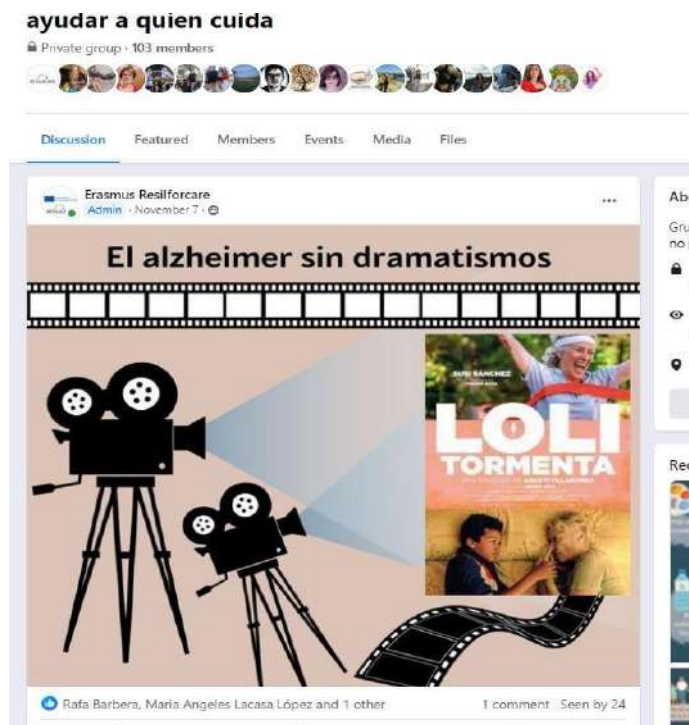 ayudar a quien cuida
Private group · 103 members
Discussion Featured Members Events Media Files
Erasmus Resilforcare
Admin · November 7 ·
El alzheimer sin dramatismos
SUSI SÁNCHEZ
LOLI
TORMENTA
Rafa Barbera, Maria Angeles Lacasa López and 1 other
1 comment Seen by 24